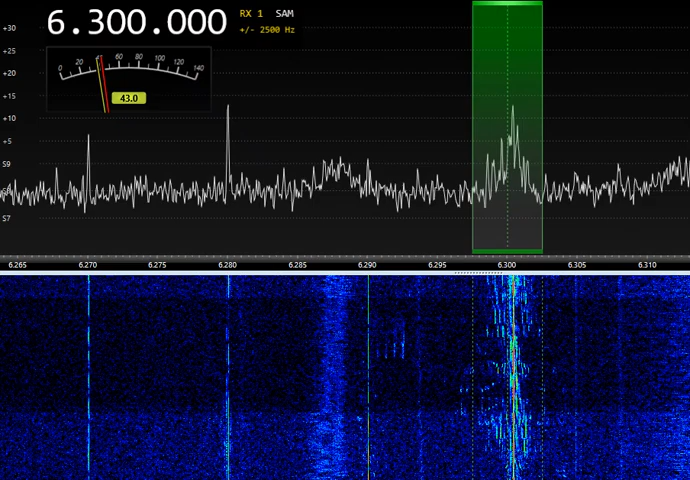 6.300.000
RX 1 SAM
+/- 2500 Hz
0 20 60 80 100 120 140
43.0
+30
+25
+20
+15
+10
+5
S9
S7
6.265 6.270 6.275 6.280 6.285 6.290 6.295 6.300 6.305 6.310